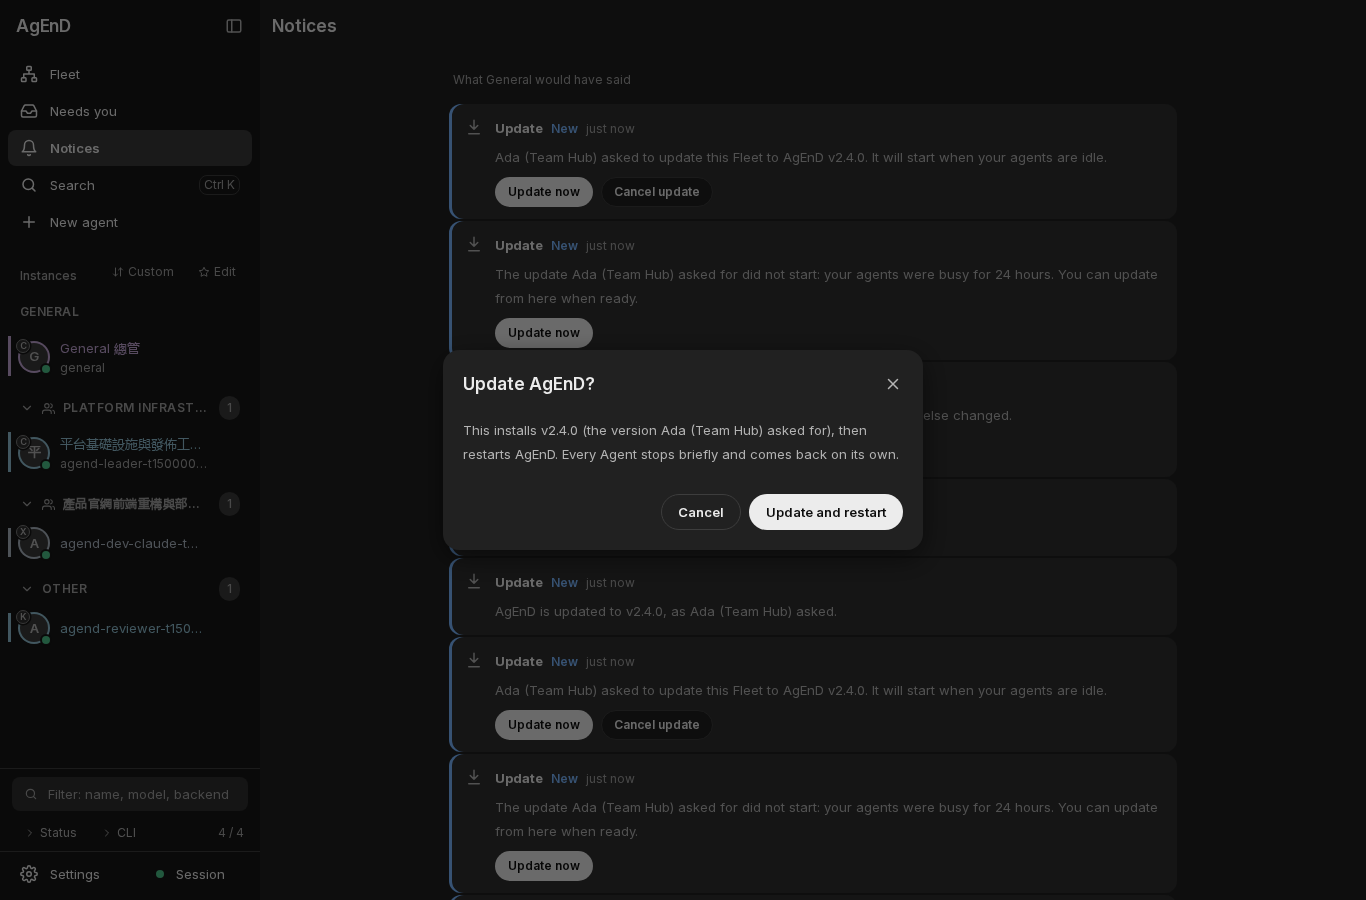 AgEnD
Fleet
Needs you
Notices
Search
Ctrl K
New agent
Instances
Custom
Edit
GENERAL
C
G
General 總管
general
PLATFORM INFRAST…
1
C
平
平台基礎設施與發佈工…
agend-leader-t150000…
產品官網前端重構與部…
1
X
A
agend-dev-claude-t…
OTHER
1
K
A
agend-reviewer-t150…
Filter: name, model, backend
Status
CLI
4 / 4
Settings
Session
Notices
What General would have said
Update New just now
Ada (Team Hub) asked to update this Fleet to AgEnD v2.4.0. It will start when your agents are idle.
Update now
Cancel update
Update New just now
The update Ada (Team Hub) asked for did not start: your agents were busy for 24 hours. You can update
from here when ready.
Update now
else changed.
Update AgEnD?
This installs v2.4.0 (the version Ada (Team Hub) asked for), then
restarts AgEnD. Every Agent stops briefly and comes back on its own.
Cancel
Update and restart
Update New just now
AgEnD is updated to v2.4.0, as Ada (Team Hub) asked.
Update New just now
Ada (Team Hub) asked to update this Fleet to AgEnD v2.4.0. It will start when your agents are idle.
Update now
Cancel update
Update New just now
The update Ada (Team Hub) asked for did not start: your agents were busy for 24 hours. You can update
from here when ready.
Update now